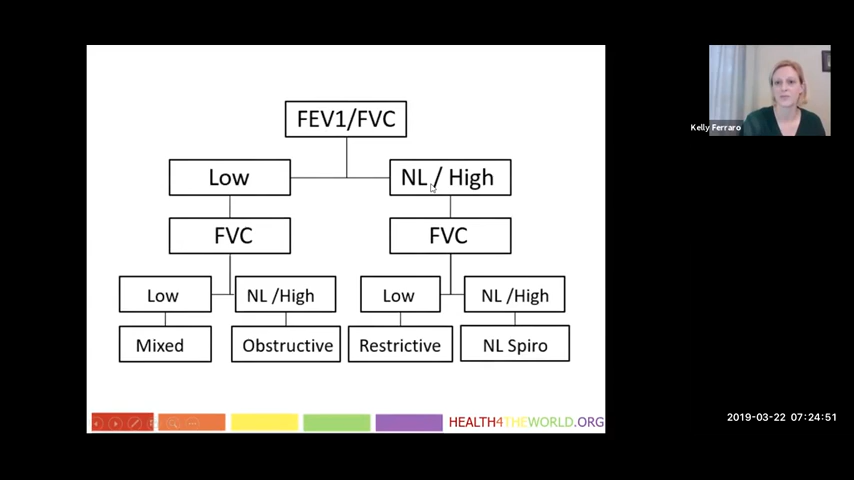 FEV1/FVC
Low
NL / High
FVC
FVC
Low
NL /High
Low
NL /High
Mixed
Obstructive
Restrictive
NL Spiro
HEALTH4THEWORLD.ORG
Kelly Ferraro
2019-03-22 07:24:51